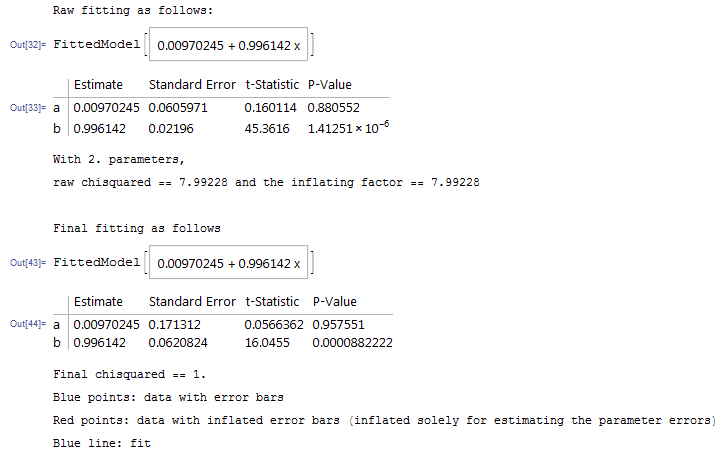 Raw fitting as follows:
Out[32]= FittedModel[ 0.00970245 + 0.996142 x ]
Estimate Standard Error t-Statistic P-Value
Out[33]= a 0.00970245 0.0605971 0.160114 0.880552
b 0.996142 0.02196 45.3616 1.41251 × 10⁻⁶
With 2. parameters,
raw chisquared == 7.99228 and the inflating factor == 7.99228
Final fitting as follows
Out[43]= FittedModel[ 0.00970245 + 0.996142 x ]
Estimate Standard Error t-Statistic P-Value
Out[44]= a 0.00970245 0.171312 0.0566362 0.957551
b 0.996142 0.0620824 16.0455 0.0000882222
Final chisquared == 1.
Blue points: data with error bars
Red points: data with inflated error bars (inflated solely for estimating the parameter errors)
Blue line: fit